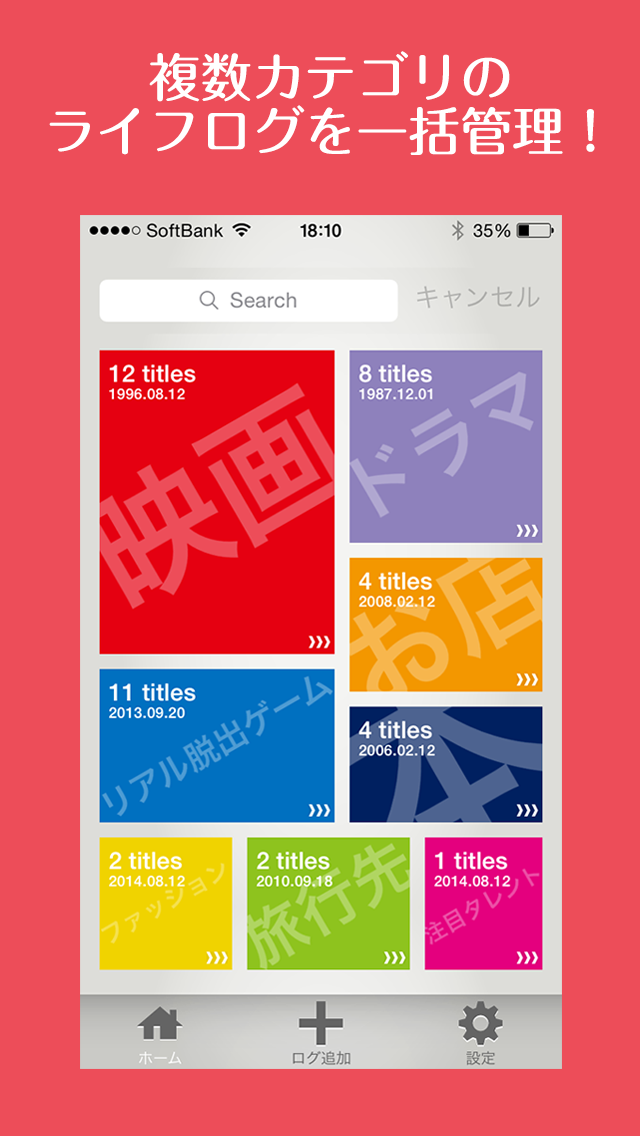 複数カテゴリの
ライフログを一括管理！
SoftBank 18:10 35%
Search キャンセル
12 titles
1996.08.12
映画
8 titles
1987.12.01
ドラマ
4 titles
2008.02.12
お店
11 titles
2013.09.20
リアル脱出ゲーム
4 titles
2006.02.12
本
2 titles
2014.08.12
ファッション
2 titles
2010.09.18
旅行先
1 titles
2014.08.12
注目タレント
ホーム ログ追加 設定